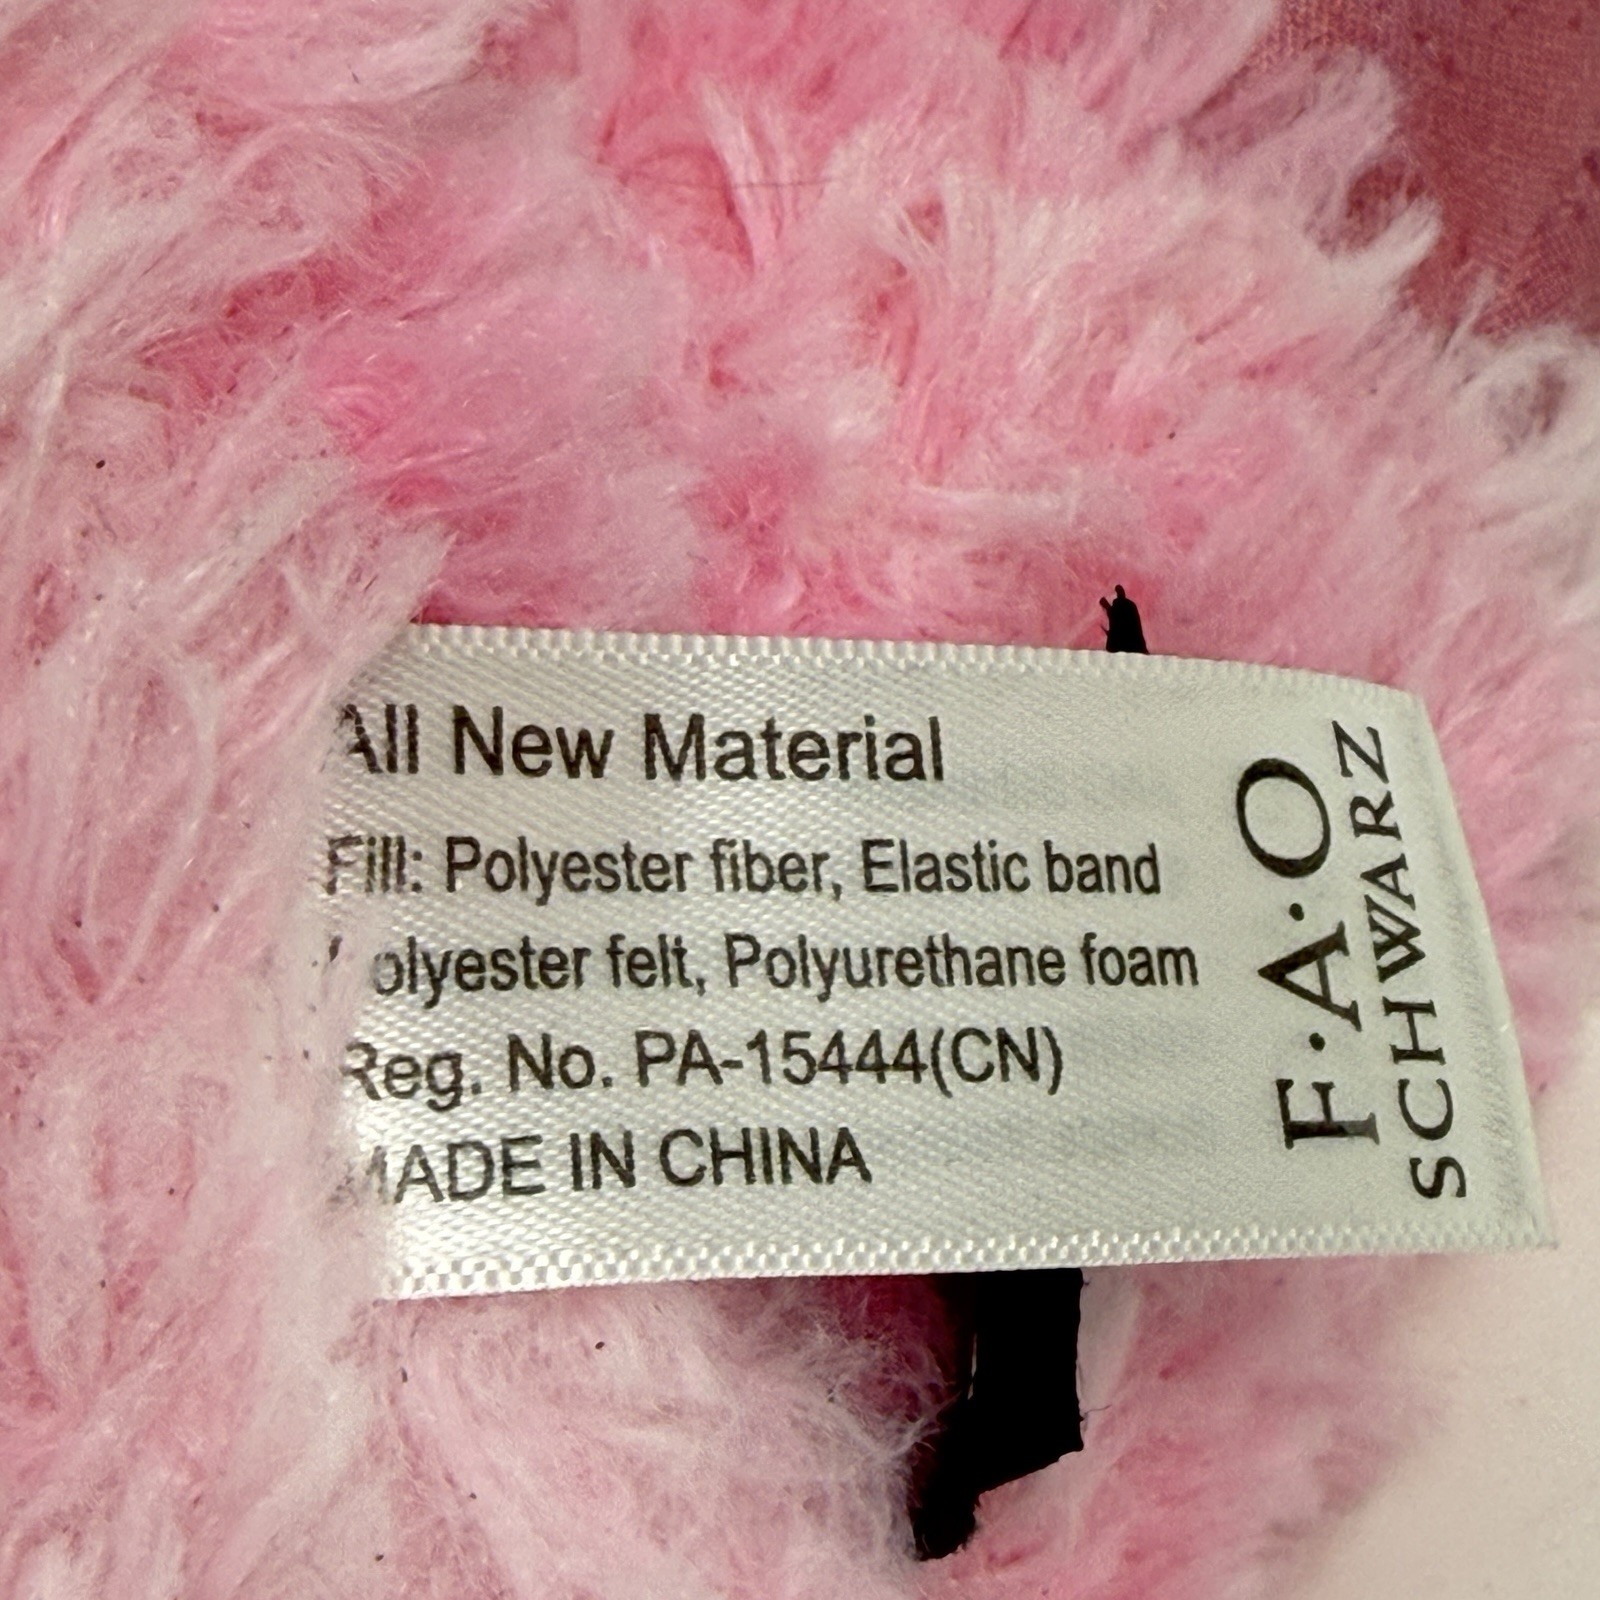 All New Material
Fill: Polyester fiber, Elastic band
Polyester felt, Polyurethane foam
Reg. No. PA-15444(CN)
MADE IN CHINA
F·A·O
SCHWARZ